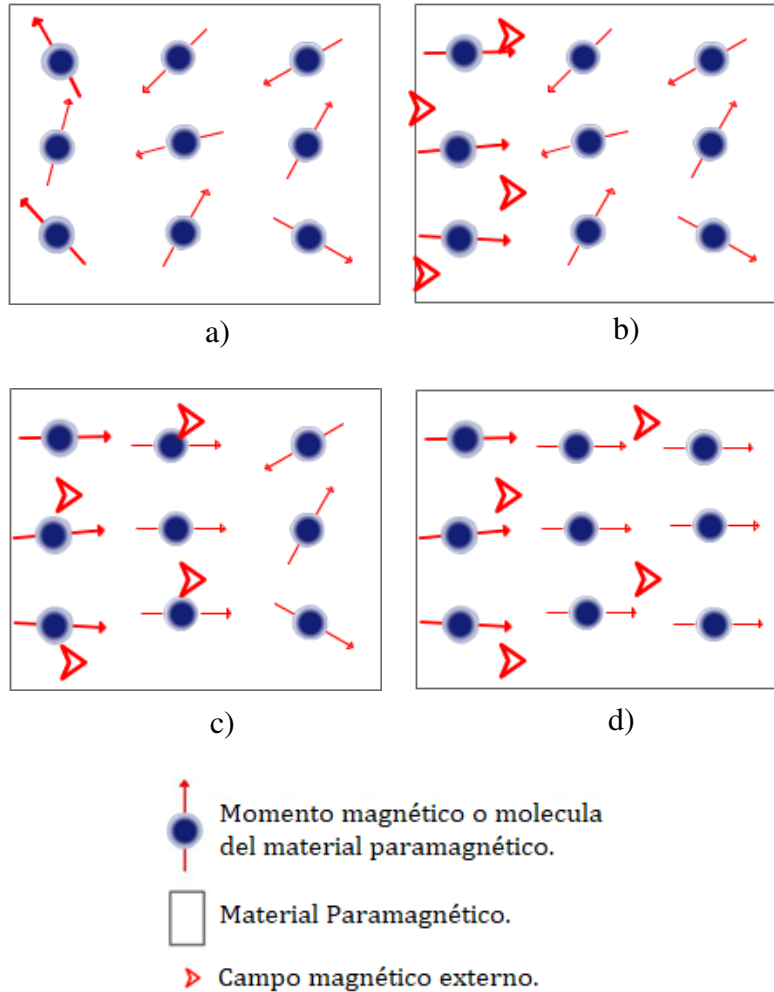 a)
b)
c)
d)
Momento magnético o molecula
del material paramagnético.
Material Paramagnético.
Campo magnético externo.